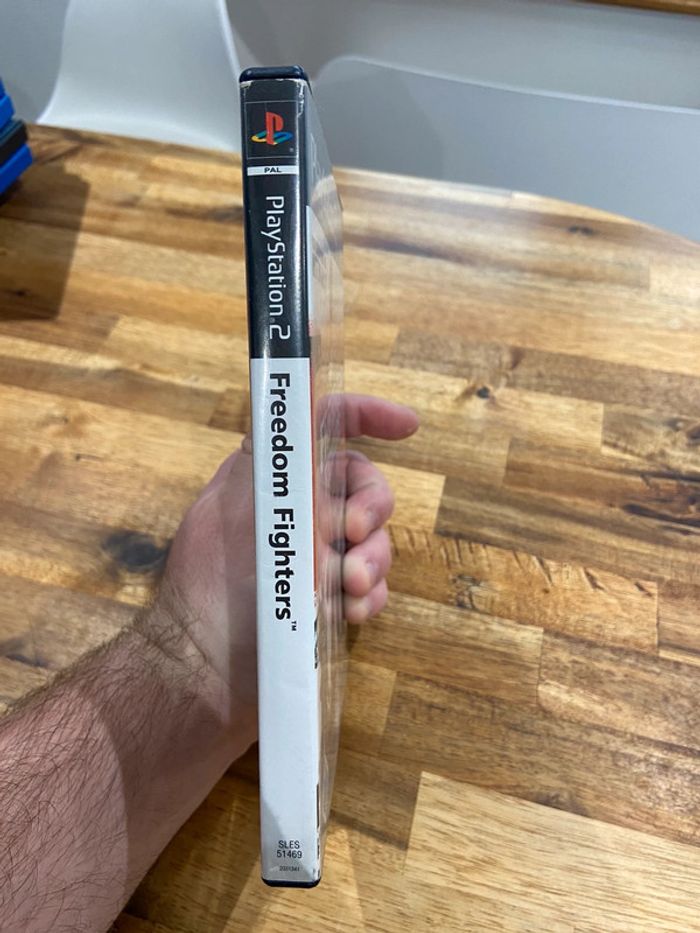 PAL
PlayStation®2
Freedom Fighters™
SLES
51469